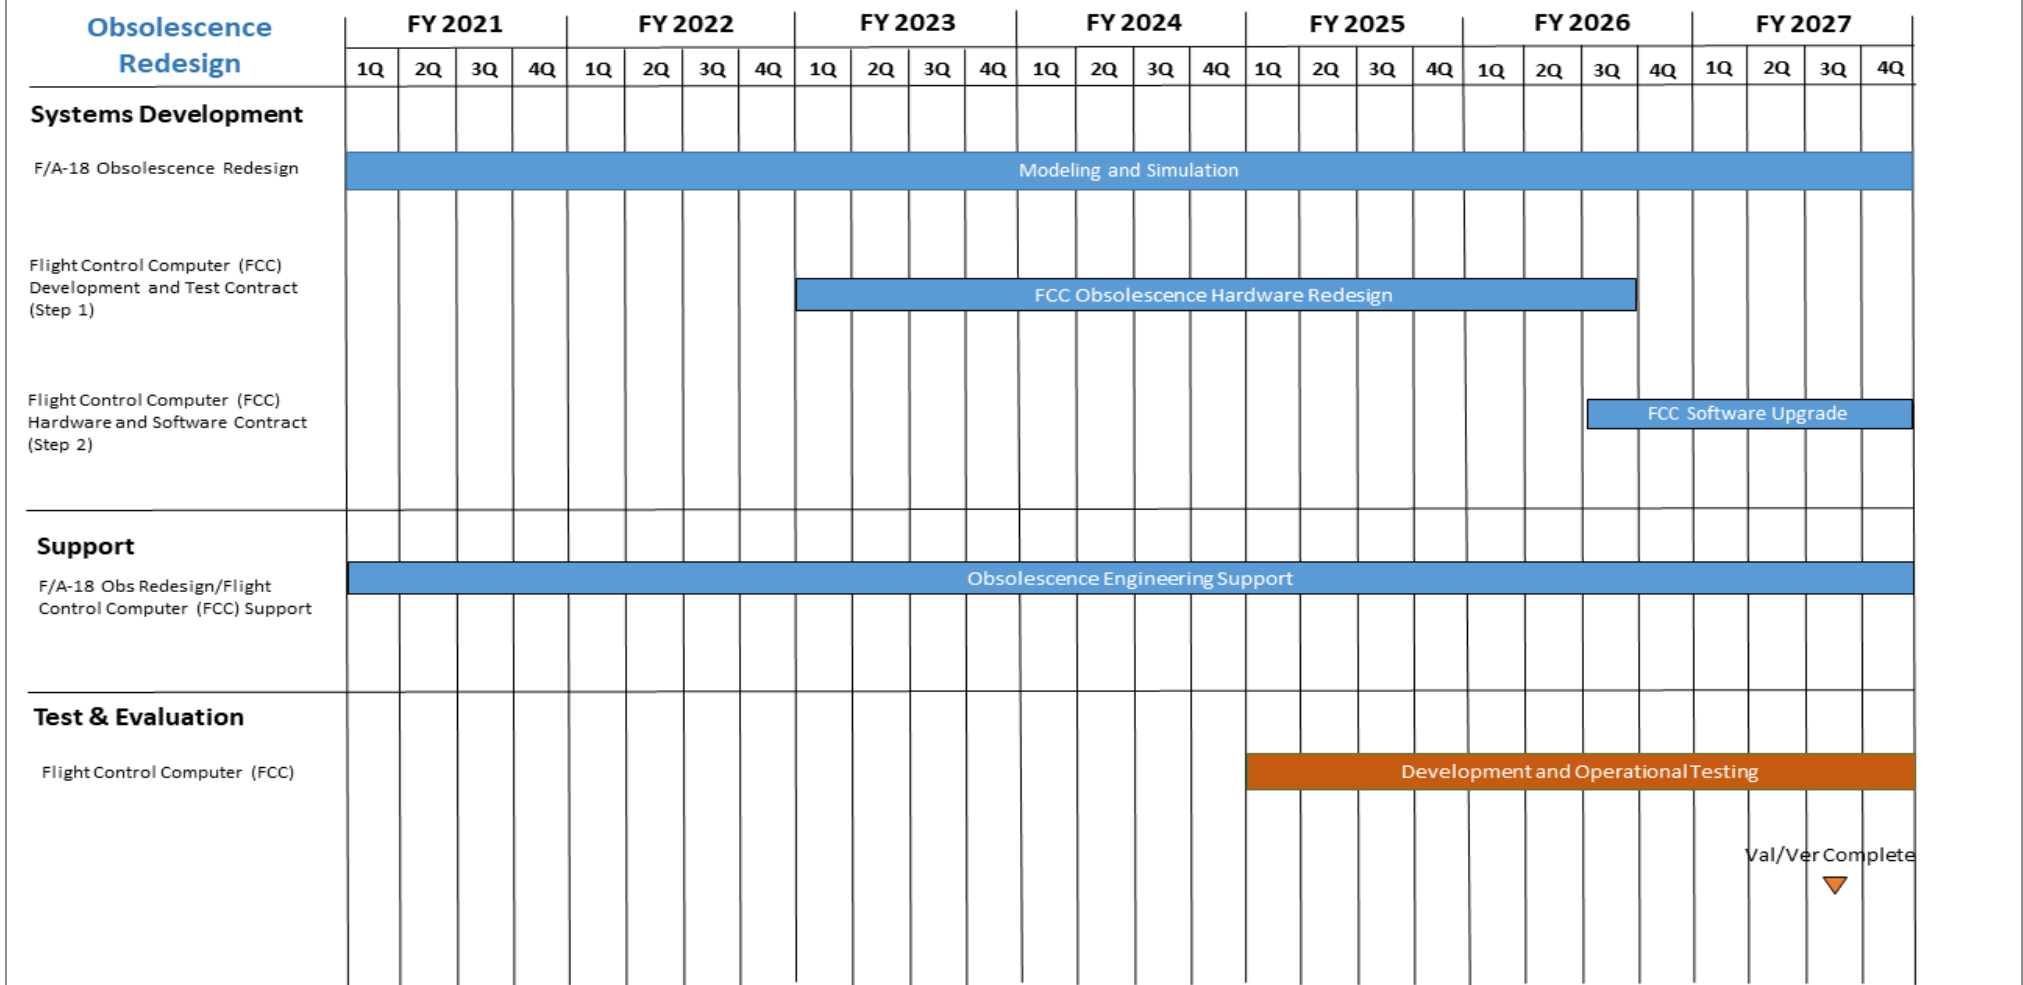 Obsolescence
Redesign
FY 2021 FY 2022 FY 2023 FY 2024 FY 2025 FY 2026 FY 2027
1Q 2Q 3Q 4Q 1Q 2Q 3Q 4Q 1Q 2Q 3Q 4Q 1Q 2Q 3Q 4Q 1Q 2Q 3Q 4Q 1Q 2Q 3Q 4Q 1Q 2Q 3Q 4Q
Systems Development
F/A-18 Obsolescence Redesign
Modeling and Simulation
Flight Control Computer (FCC)
Development and Test Contract
(Step 1)
FCC Obsolescence Hardware Redesign
Flight Control Computer (FCC)
Hardware and Software Contract
(Step 2)
FCC Software Upgrade
Support
F/A-18 Obs Redesign/Flight
Control Computer (FCC) Support
Obsolescence Engineering Support
Test & Evaluation
Flight Control Computer (FCC)
Development and Operational Testing
Val/Ver Complete